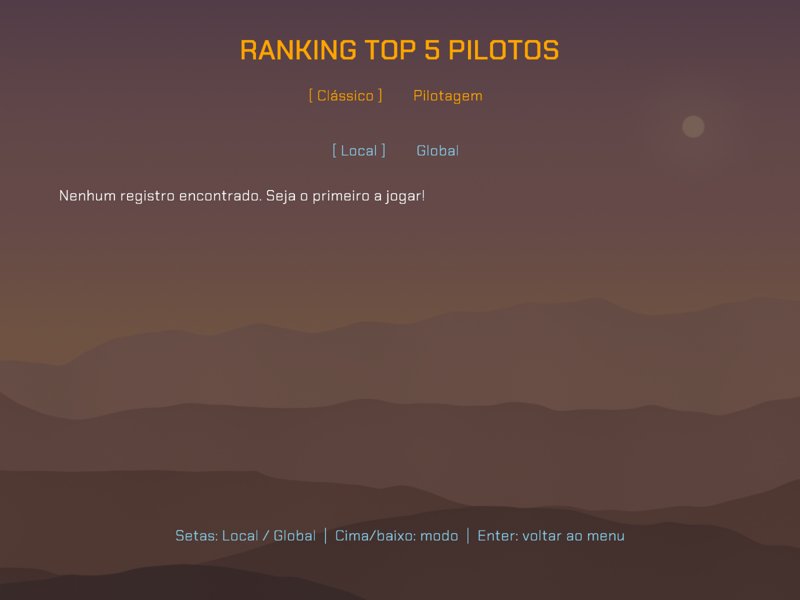 RANKING TOP 5 PILOTOS
[ Clássico ] Pilotagem
[ Local ] Global
Nenhum registro encontrado. Seja o primeiro a jogar!
Setas: Local / Global | Cima/baixo: modo | Enter: voltar ao menu